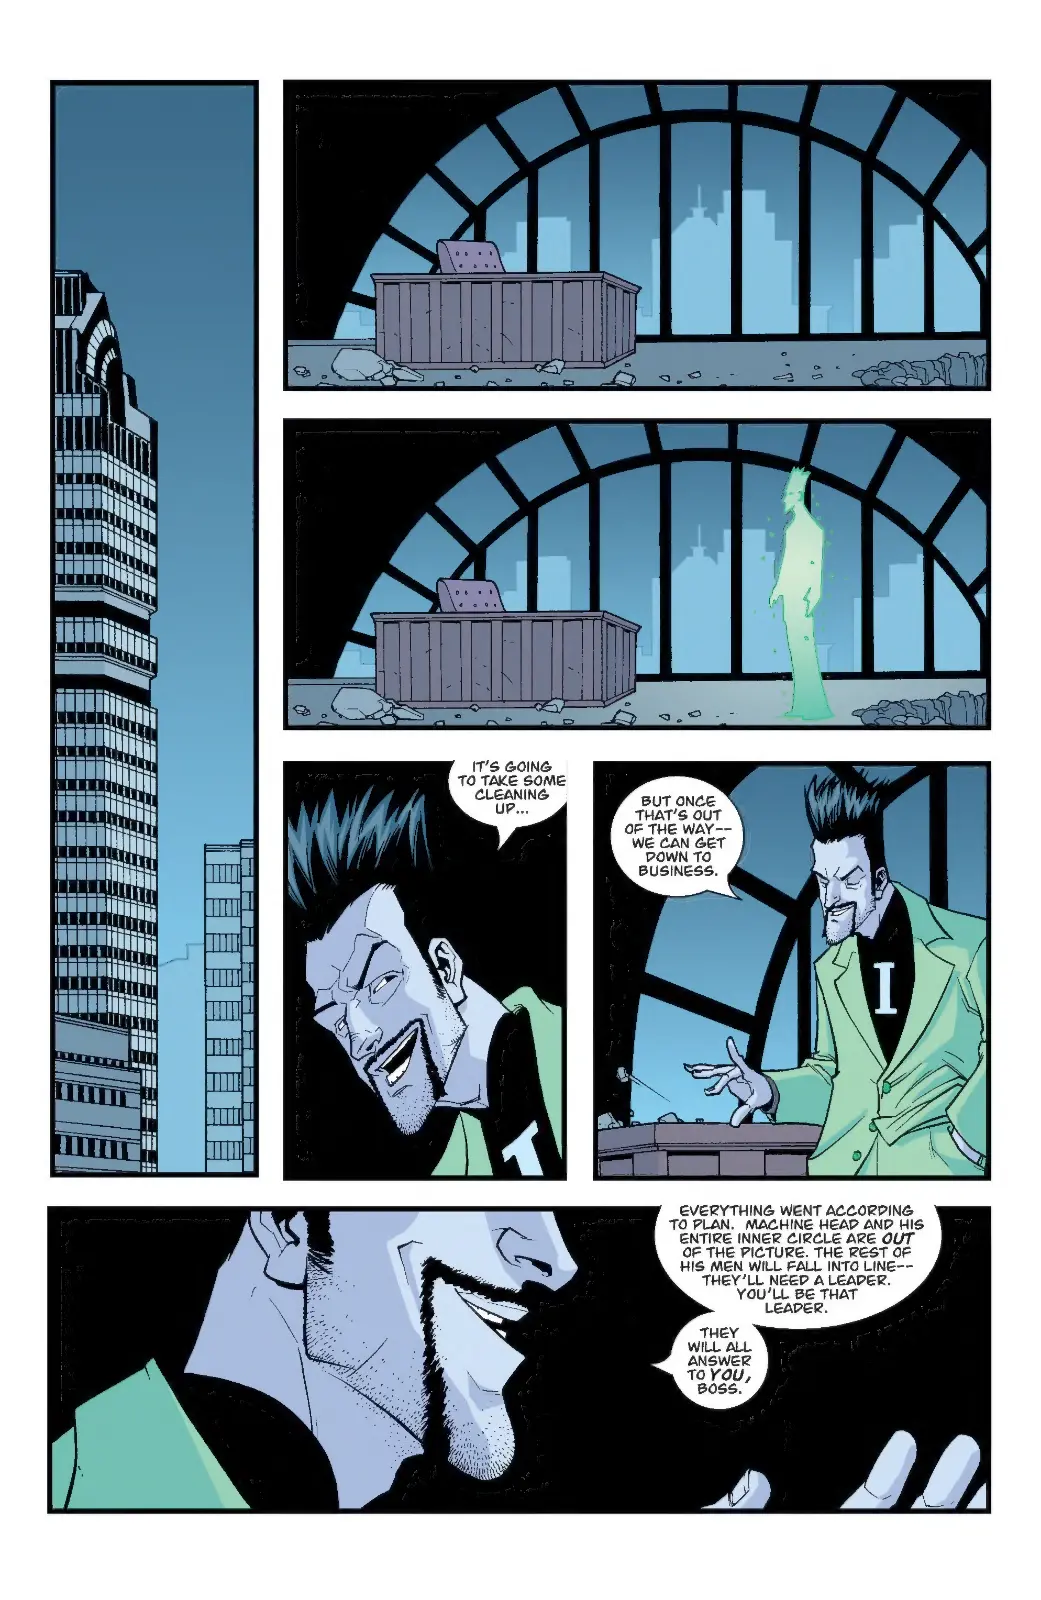 IT'S GOING
TO TAKE SOME
CLEANING
UP...
BUT ONCE
THAT'S OUT
OF THE WAY--
WE CAN GET
DOWN TO
BUSINESS.
I
I
EVERYTHING WENT ACCORDING
TO PLAN. MACHINE HEAD AND HIS
ENTIRE INNER CIRCLE ARE OUT
OF THE PICTURE. THE REST OF
HIS MEN WILL FALL INTO LINE--
THEY'LL NEED A LEADER.
YOU'LL BE THAT
LEADER.
THEY
WILL ALL
ANSWER
TO YOU,
BOSS.